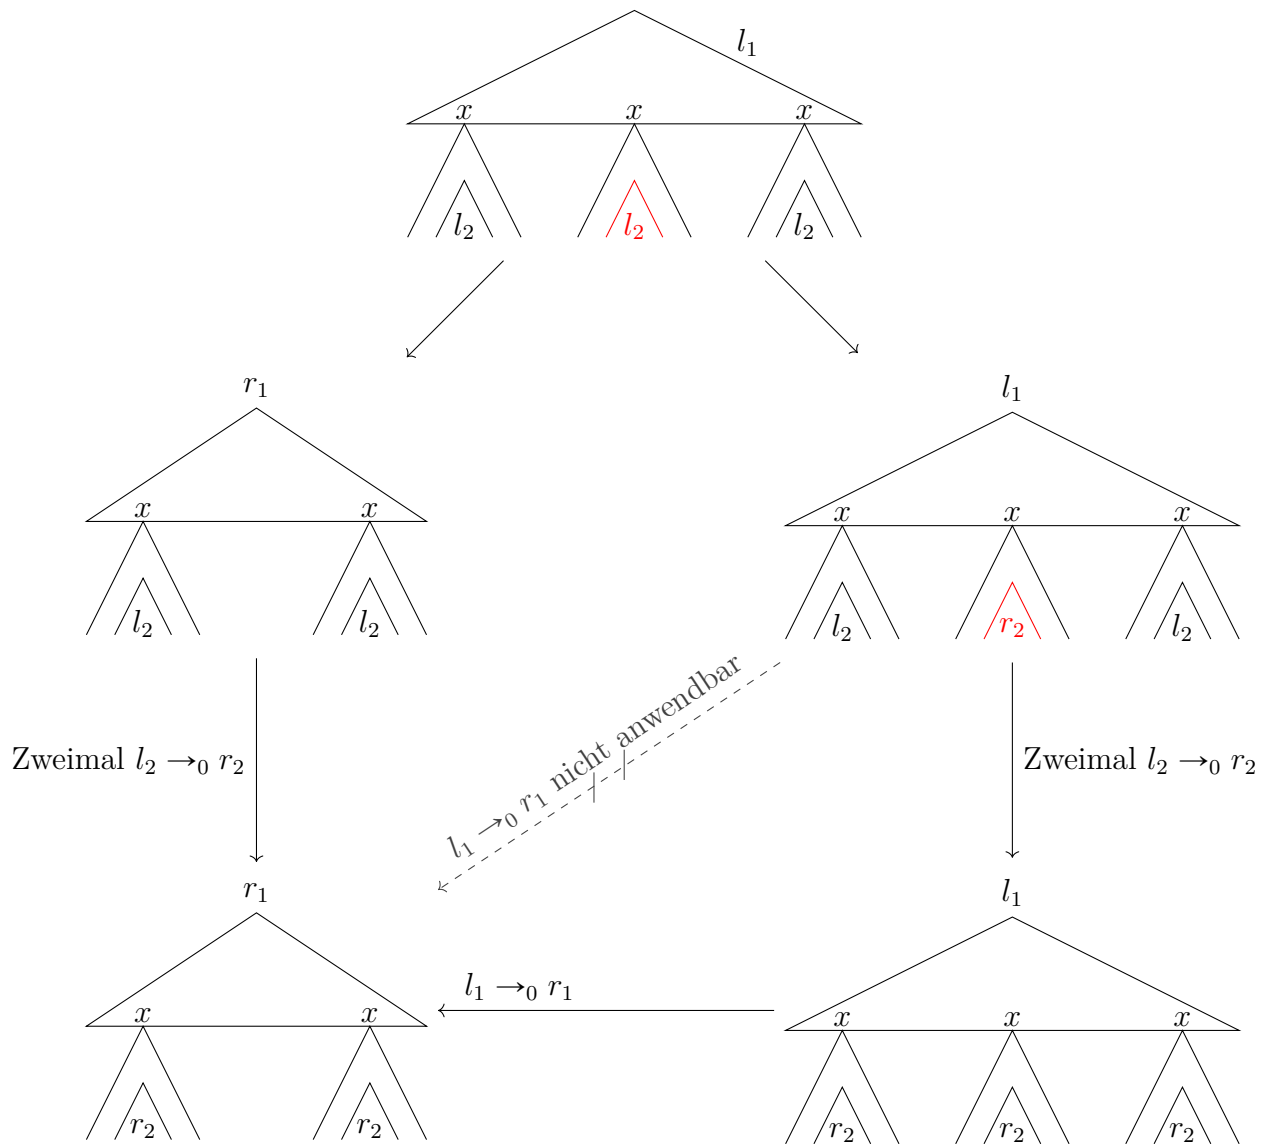 l₁
x x x
l₂ l₂ l₂
r₁ l₁
x x x x x
l₂ l₂ l₂ r₂ l₂
l₁ →₀ r₁ nicht anwendbar
Zweimal l₂ →₀ r₂
Zweimal l₂ →₀ r₂
r₁ l₁
l₁ →₀ r₁
x x x x x
r₂ r₂ r₂ r₂ r₂